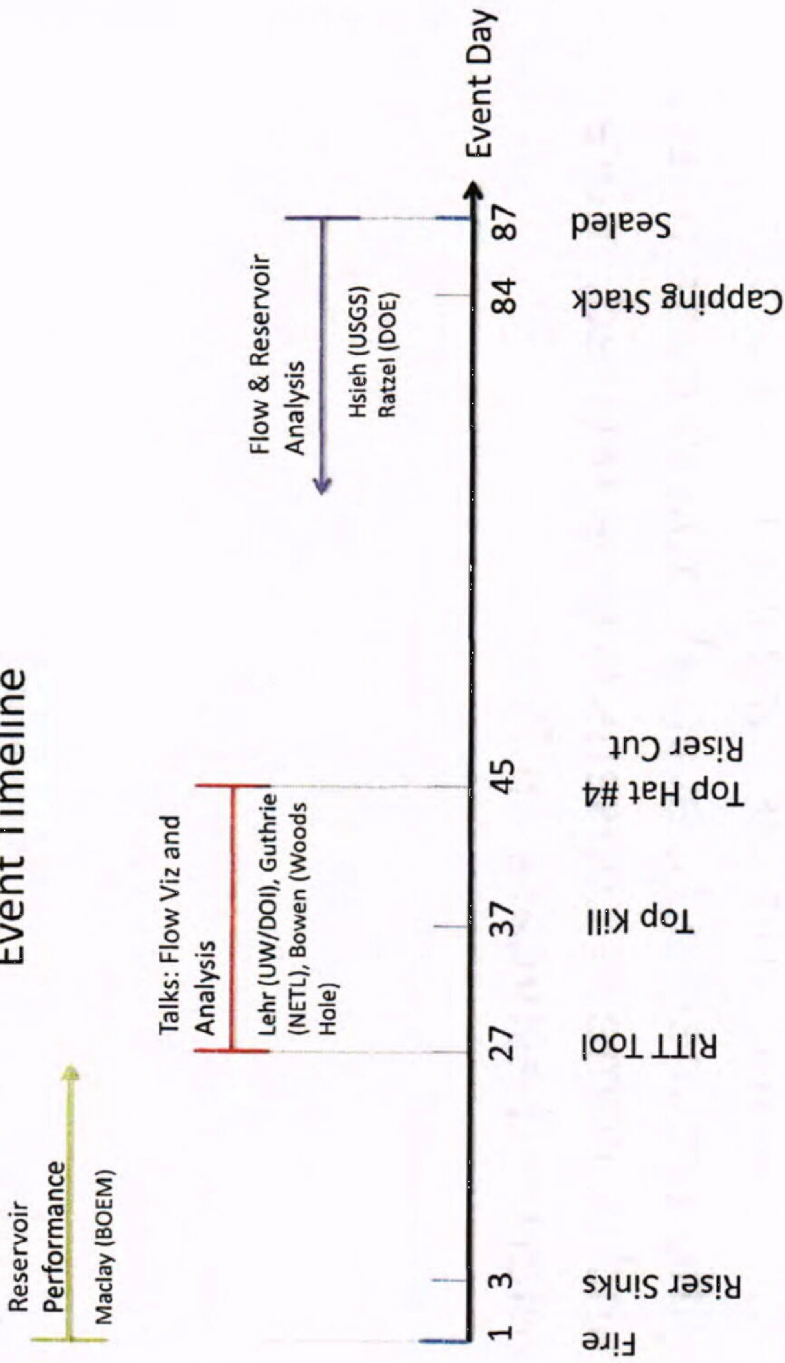 Event Timeline
Reservoir
Performance
Maclay (BOEM)
Talks: Flow Viz and
Analysis
Lehr (UW/DOI), Guthrie
(NETL), Bowen (Woods
Hole)
Flow & Reservoir
Analysis
Hsieh (USGS)
Ratzel (DOE)
Event Day
1
3
27
37
45
84
87
Fire
Riser Sinks
RITT Tool
Top Kill
Top Hat #4
Riser Cut
Capping Stack
Sealed